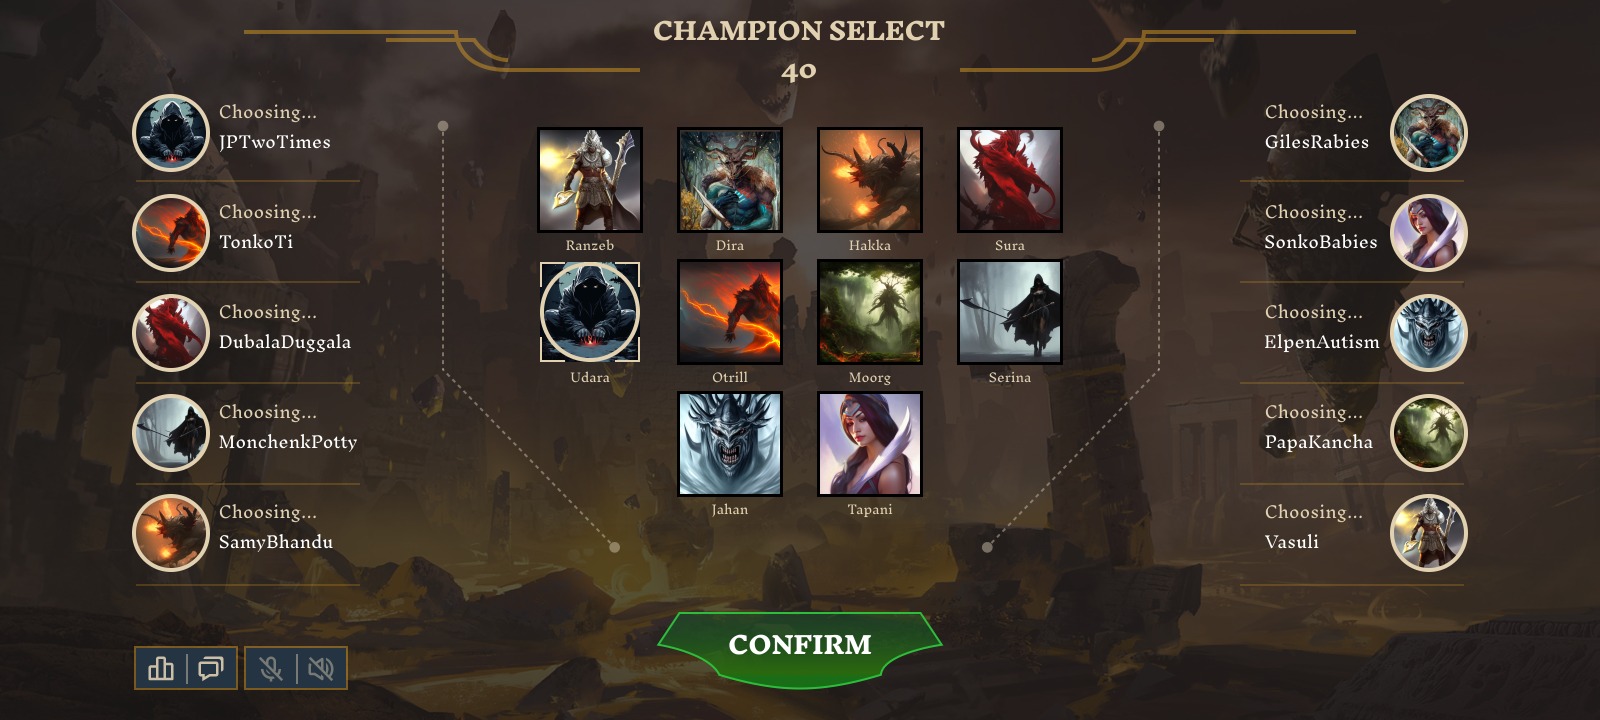 CHAMPION SELECT
40
Choosing...
JPTwoTimes
Choosing...
TonkoTi
Choosing...
DubalaDuggala
Choosing...
MonchenkPotty
Choosing...
SamyBhandu
Ranzeb
Dira
Hakka
Sura
Udara
Otrill
Moorg
Serina
Jahan
Tapani
Choosing...
GilesRabies
Choosing...
SonkoBabies
Choosing...
ElpenAutism
Choosing...
PapaKancha
Choosing...
Vasuli
CONFIRM